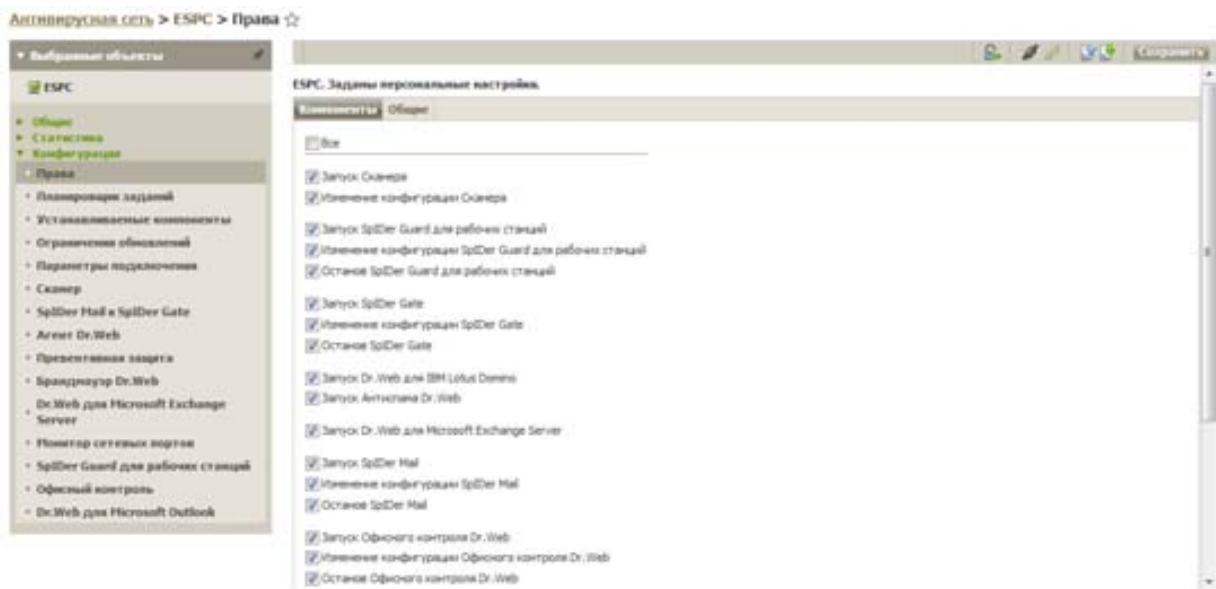 Антивирусная сеть > ESPC > Права ☆
Выбранные объекты
ESPC
Общие
Статистика
Конфигурация
Права
Планировщик заданий
Устанавливаемые компоненты
Ограничения обновлений
Параметры подключения
Сканер
SpIDer Mail и SpIDer Gate
Агент Dr.Web
Превентивная защита
Брандмауэр Dr.Web
Dr.Web для Microsoft Exchange
Server
Монитор сетевых портов
SpIDer Guard для рабочих станций
Офисный контроль
Dr.Web для Microsoft Outlook
Сохранить
ESPC. Заданы персональные настройки.
Компоненты Общие
Все
Запуск Сканера
Изменение конфигурации Сканера
Запуск SpIDer Guard для рабочих станций
Изменение конфигурации SpIDer Guard для рабочих станций
Останов SpIDer Guard для рабочих станций
Запуск SpIDer Gate
Изменение конфигурации SpIDer Gate
Останов SpIDer Gate
Запуск Dr.Web для IBM Lotus Domino
Запуск Антиспама Dr.Web
Запуск Dr.Web для Microsoft Exchange Server
Запуск SpIDer Mail
Изменение конфигурации SpIDer Mail
Останов SpIDer Mail
Запуск Офисного контроля Dr.Web
Изменение конфигурации Офисного контроля Dr.Web
Останов Офисного контроля Dr.Web